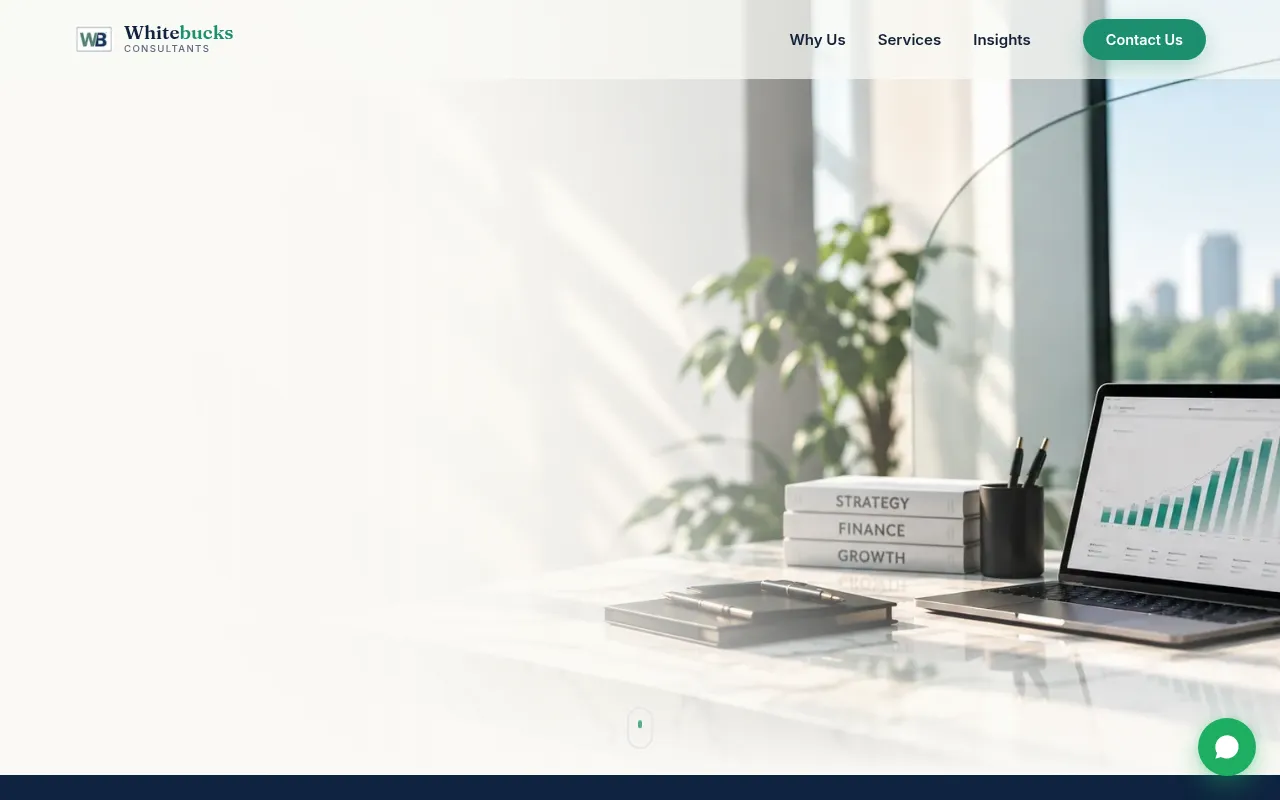 WB
Whitebucks
CONSULTANTS
Why Us
Services
Insights
Contact Us
STRATEGY
FINANCE
GROWTH